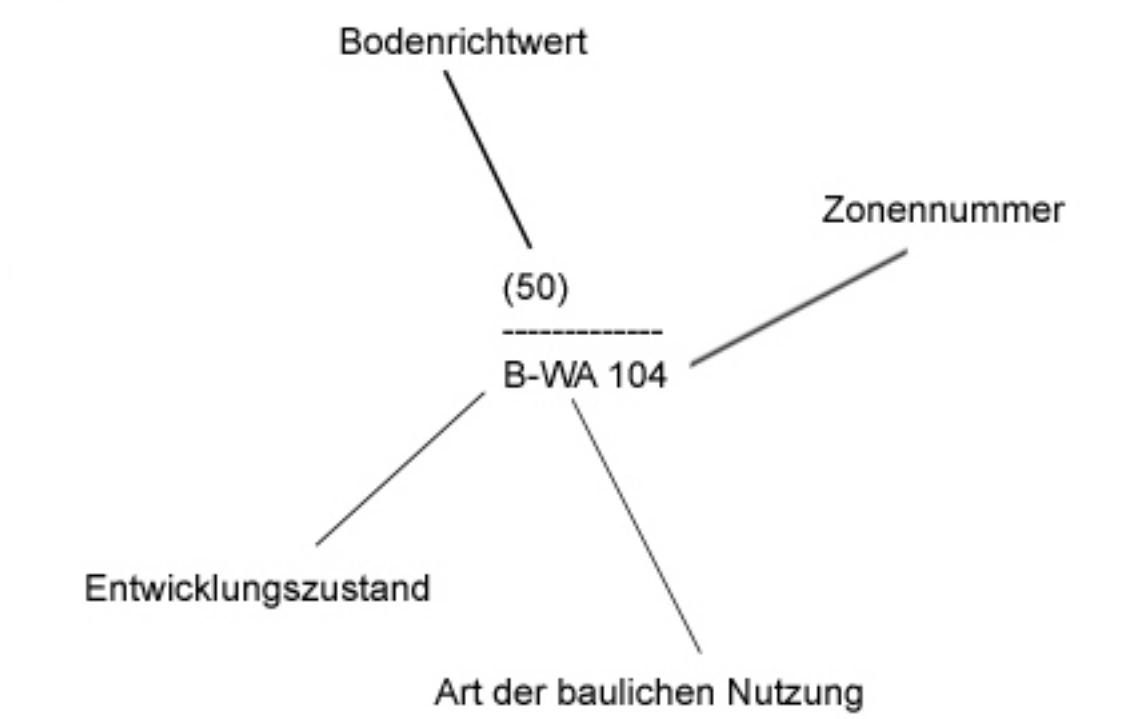 Bodenrichtwert
Zonennummer
(50)
-------------
B-WA 104
Entwicklungszustand
Art der baulichen Nutzung